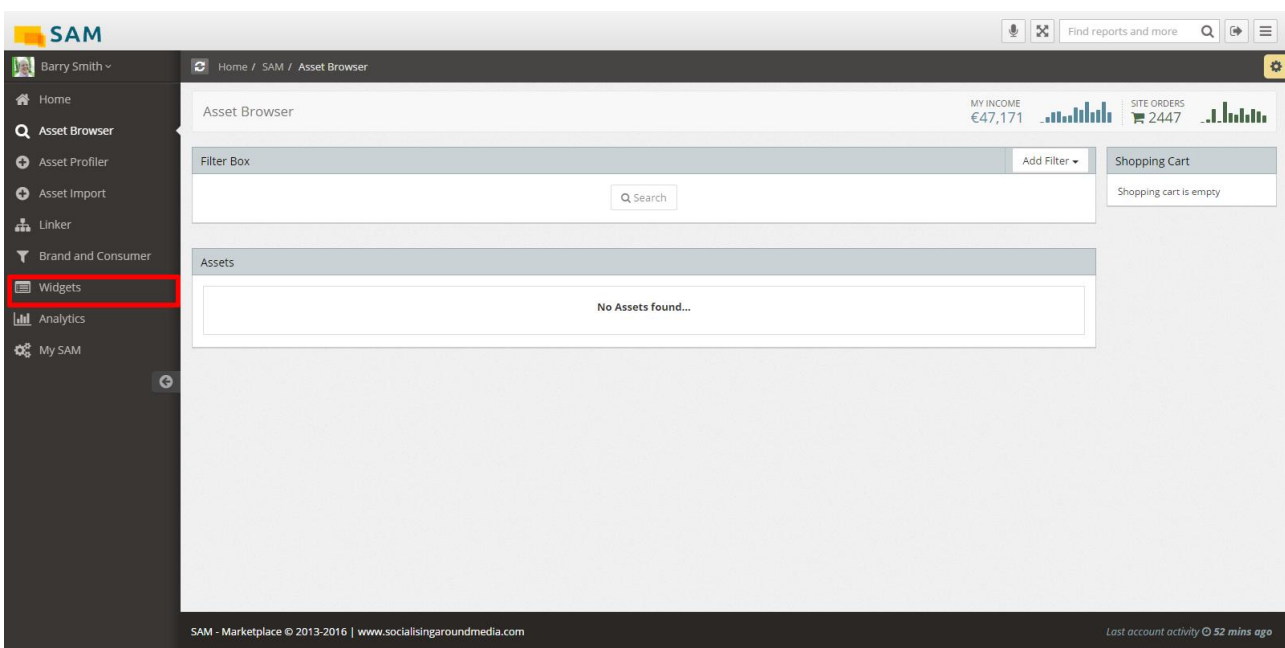 SAM
Find reports and more
Barry Smith
Home / SAM / Asset Browser
Home
Asset Browser
Asset Profiler
Asset Import
Linker
Brand and Consumer
Widgets
Analytics
My SAM
Asset Browser
MY INCOME
€47,171
SITE ORDERS
2447
Filter Box
Add Filter
Search
Shopping Cart
Shopping cart is empty
Assets
No Assets found...
SAM - Marketplace © 2013-2016 | www.socialisingaroundmedia.com
Last account activity 52 mins ago